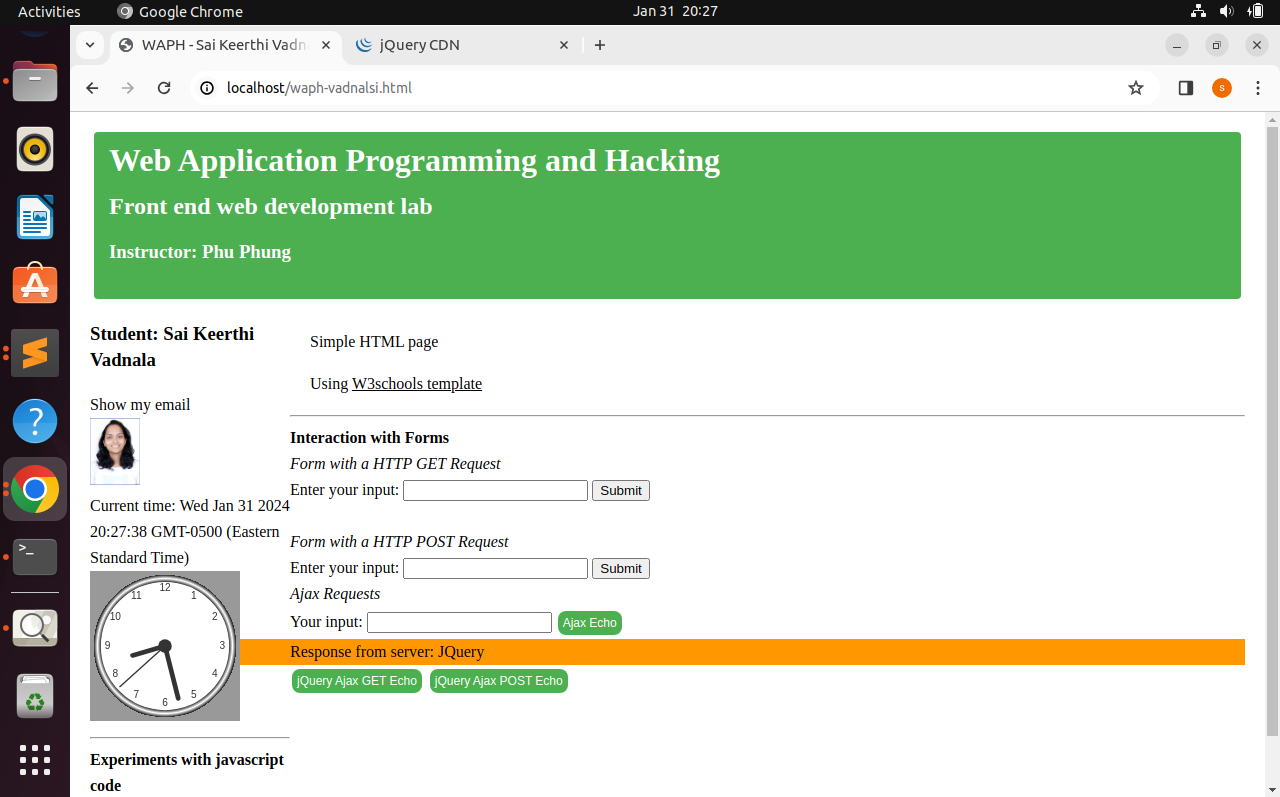 Activities
Google Chrome
Jan 31 20:27
WAPH - Sai Keerthi Vadn
jQuery CDN
localhost/waph-vadnalsi.html
S
Web Application Programming and Hacking
Front end web development lab
Instructor: Phu Phung
Student: Sai Keerthi
Vadnala
Show my email
Current time: Wed Jan 31 2024
20:27:38 GMT-0500 (Eastern
Standard Time)
12
1
2
3
4
5
6
7
8
9
10
11
Experiments with javascript
code
Simple HTML page
Using W3schools template
Interaction with Forms
Form with a HTTP GET Request
Enter your input: Submit
Form with a HTTP POST Request
Enter your input: Submit
Ajax Requests
Your input: Ajax Echo
Response from server: JQuery
jQuery Ajax GET Echo jQuery Ajax POST Echo